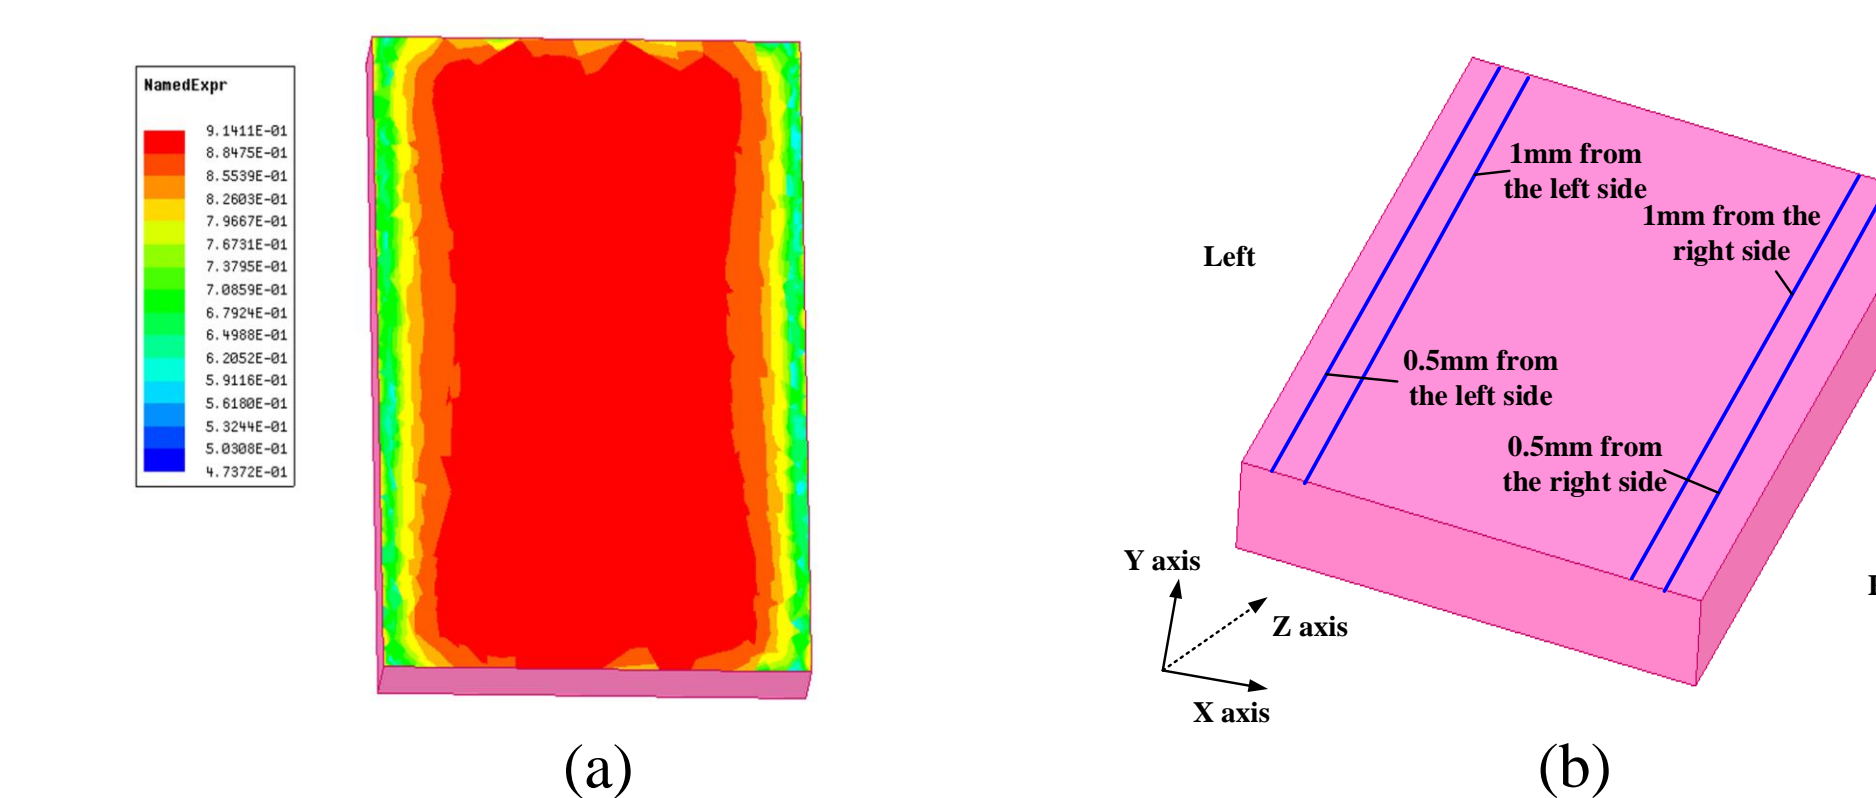 NamedExpr
9.1411E-01
8.8475E-01
8.5539E-01
8.2603E-01
7.9667E-01
7.6731E-01
7.3795E-01
7.0859E-01
6.7924E-01
6.4988E-01
6.2052E-01
5.9116E-01
5.6180E-01
5.3244E-01
5.0308E-01
4.7372E-01
(a)
1mm from
the left side
1mm from the
right side
Left
0.5mm from
the left side
0.5mm from
the right side
Y axis
Z axis
X axis
(b)